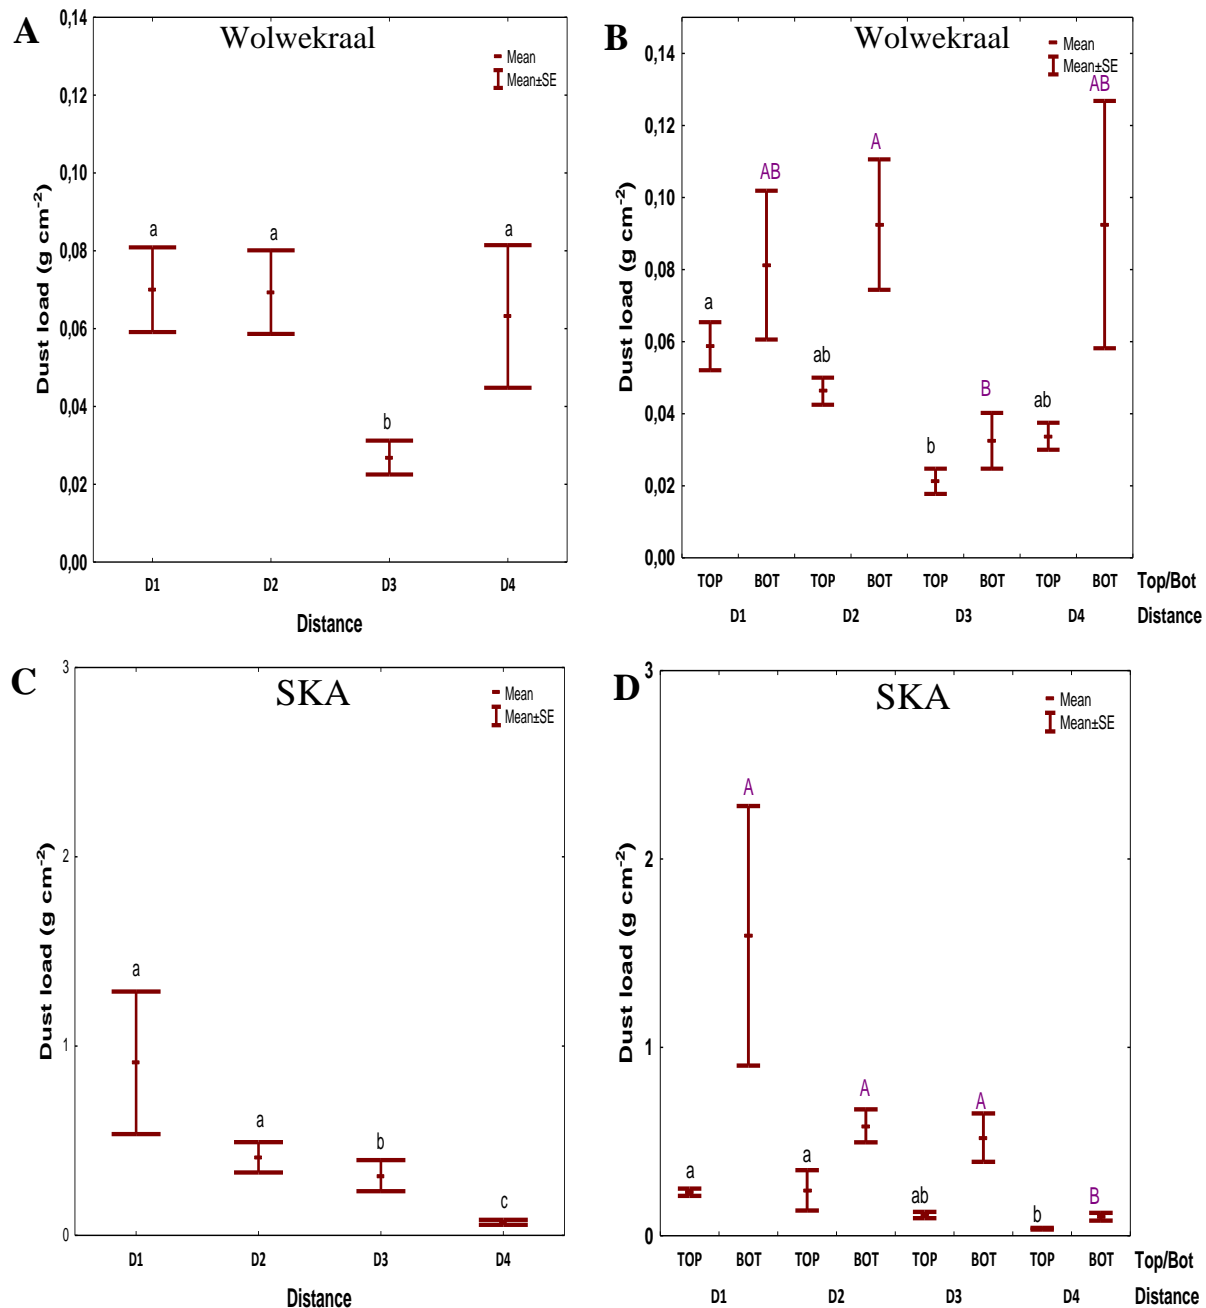 A
Wolwekraal
Mean
Mean±SE
0,14
0,12
0,10
0,08
0,06
0,04
0,02
0,00
Dust load (g cm⁻²)
a
a
b
a
D1 D2 D3 D4
Distance
B
Wolwekraal
Mean
Mean±SE
0,14
0,12
0,10
0,08
0,06
0,04
0,02
0,00
Dust load (g cm⁻²)
a
AB
ab
A
b
B
ab
AB
TOP BOT TOP BOT TOP BOT TOP BOT Top/Bot
D1 D2 D3 D4 Distance
C
SKA
Mean
Mean±SE
3
2
1
0
Dust load (g cm⁻²)
a
a
b
c
D1 D2 D3 D4
Distance
D
SKA
Mean
Mean±SE
3
2
1
0
Dust load (g cm⁻²)
a
A
a
A
ab
A
b
B
TOP BOT TOP BOT TOP BOT TOP BOT Top/Bot
D1 D2 D3 D4 Distance